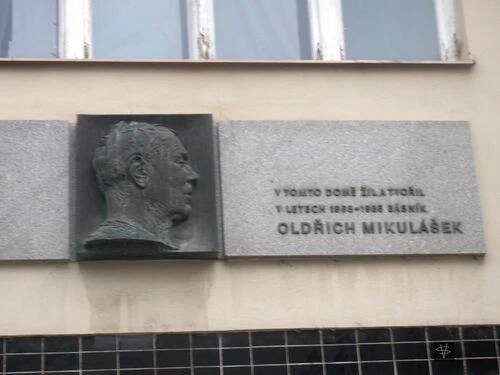 V TOMTO DOMĚ ŽIL A TVOŘIL
V LETECH BÁSNÍK
OLDŘICH MIKULÁŠEK